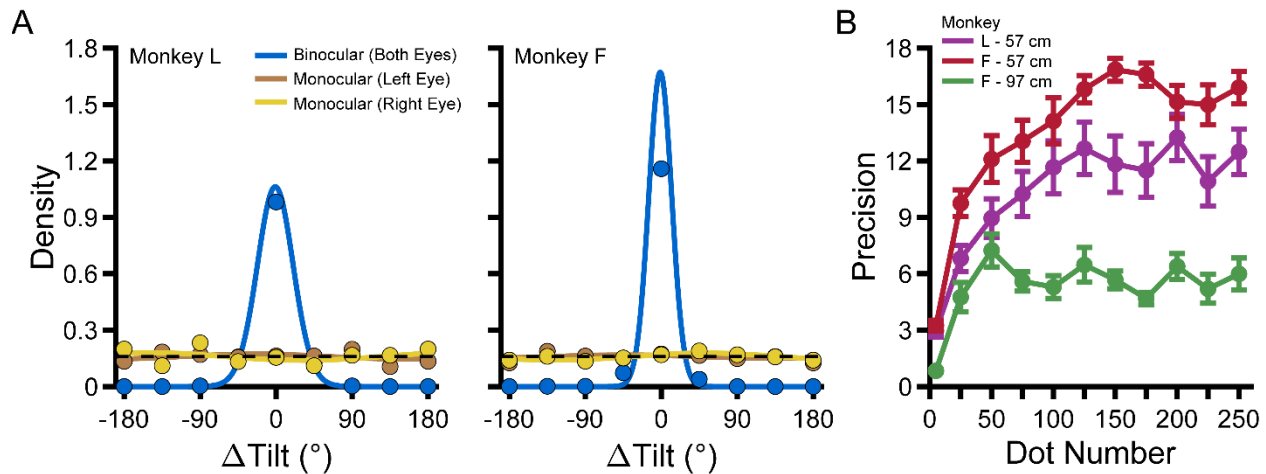 A
Monkey L
Binocular (Both Eyes)
Monocular (Left Eye)
Monocular (Right Eye)
Density
1.8
1.5
1.2
0.9
0.6
0.3
0
-180
-90
0
90
180
ΔTilt (°)
Monkey F
-180
-90
0
90
180
ΔTilt (°)
B
Monkey
L - 57 cm
F - 57 cm
F - 97 cm
Precision
18
15
12
9
6
3
0
0
50
100
150
200
250
Dot Number